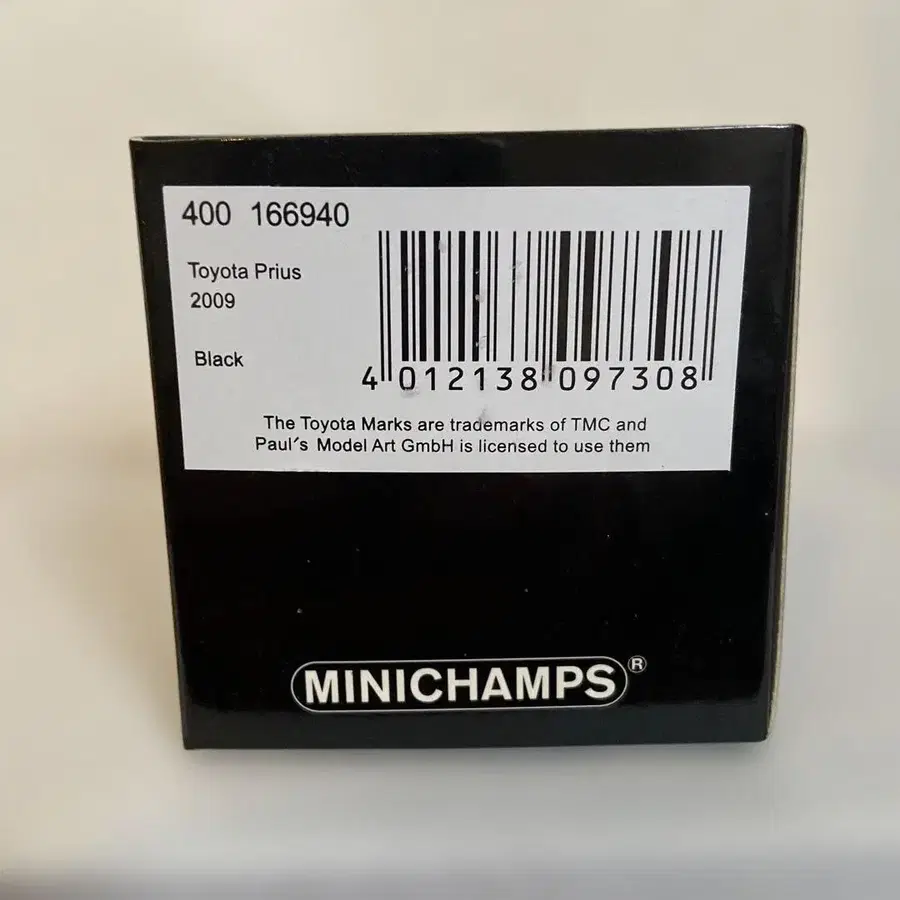 400 166940
Toyota Prius
2009
Black
4 012138 097308
The Toyota Marks are trademarks of TMC and
Paul′s Model Art GmbH is licensed to use them
MINICHAMPS®